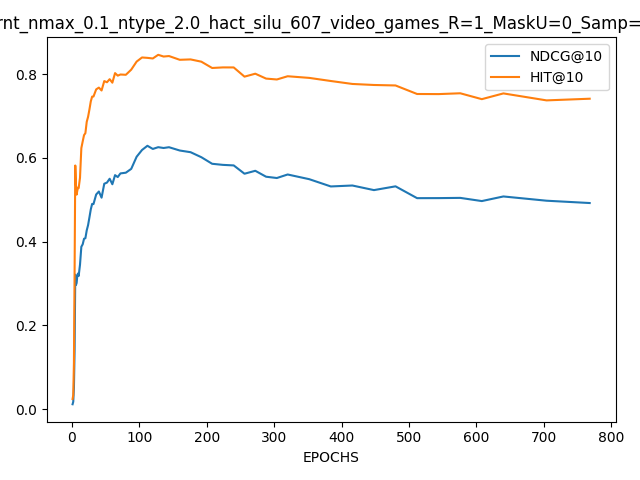 rnt_nmax_0.1_ntype_2.0_hact_silu_607_video_games_R=1_MaskU=0_Samp=
NDCG@10
HIT@10
0.8
0.6
0.4
0.2
0.0
0 100 200 300 400 500 600 700 800
EPOCHS